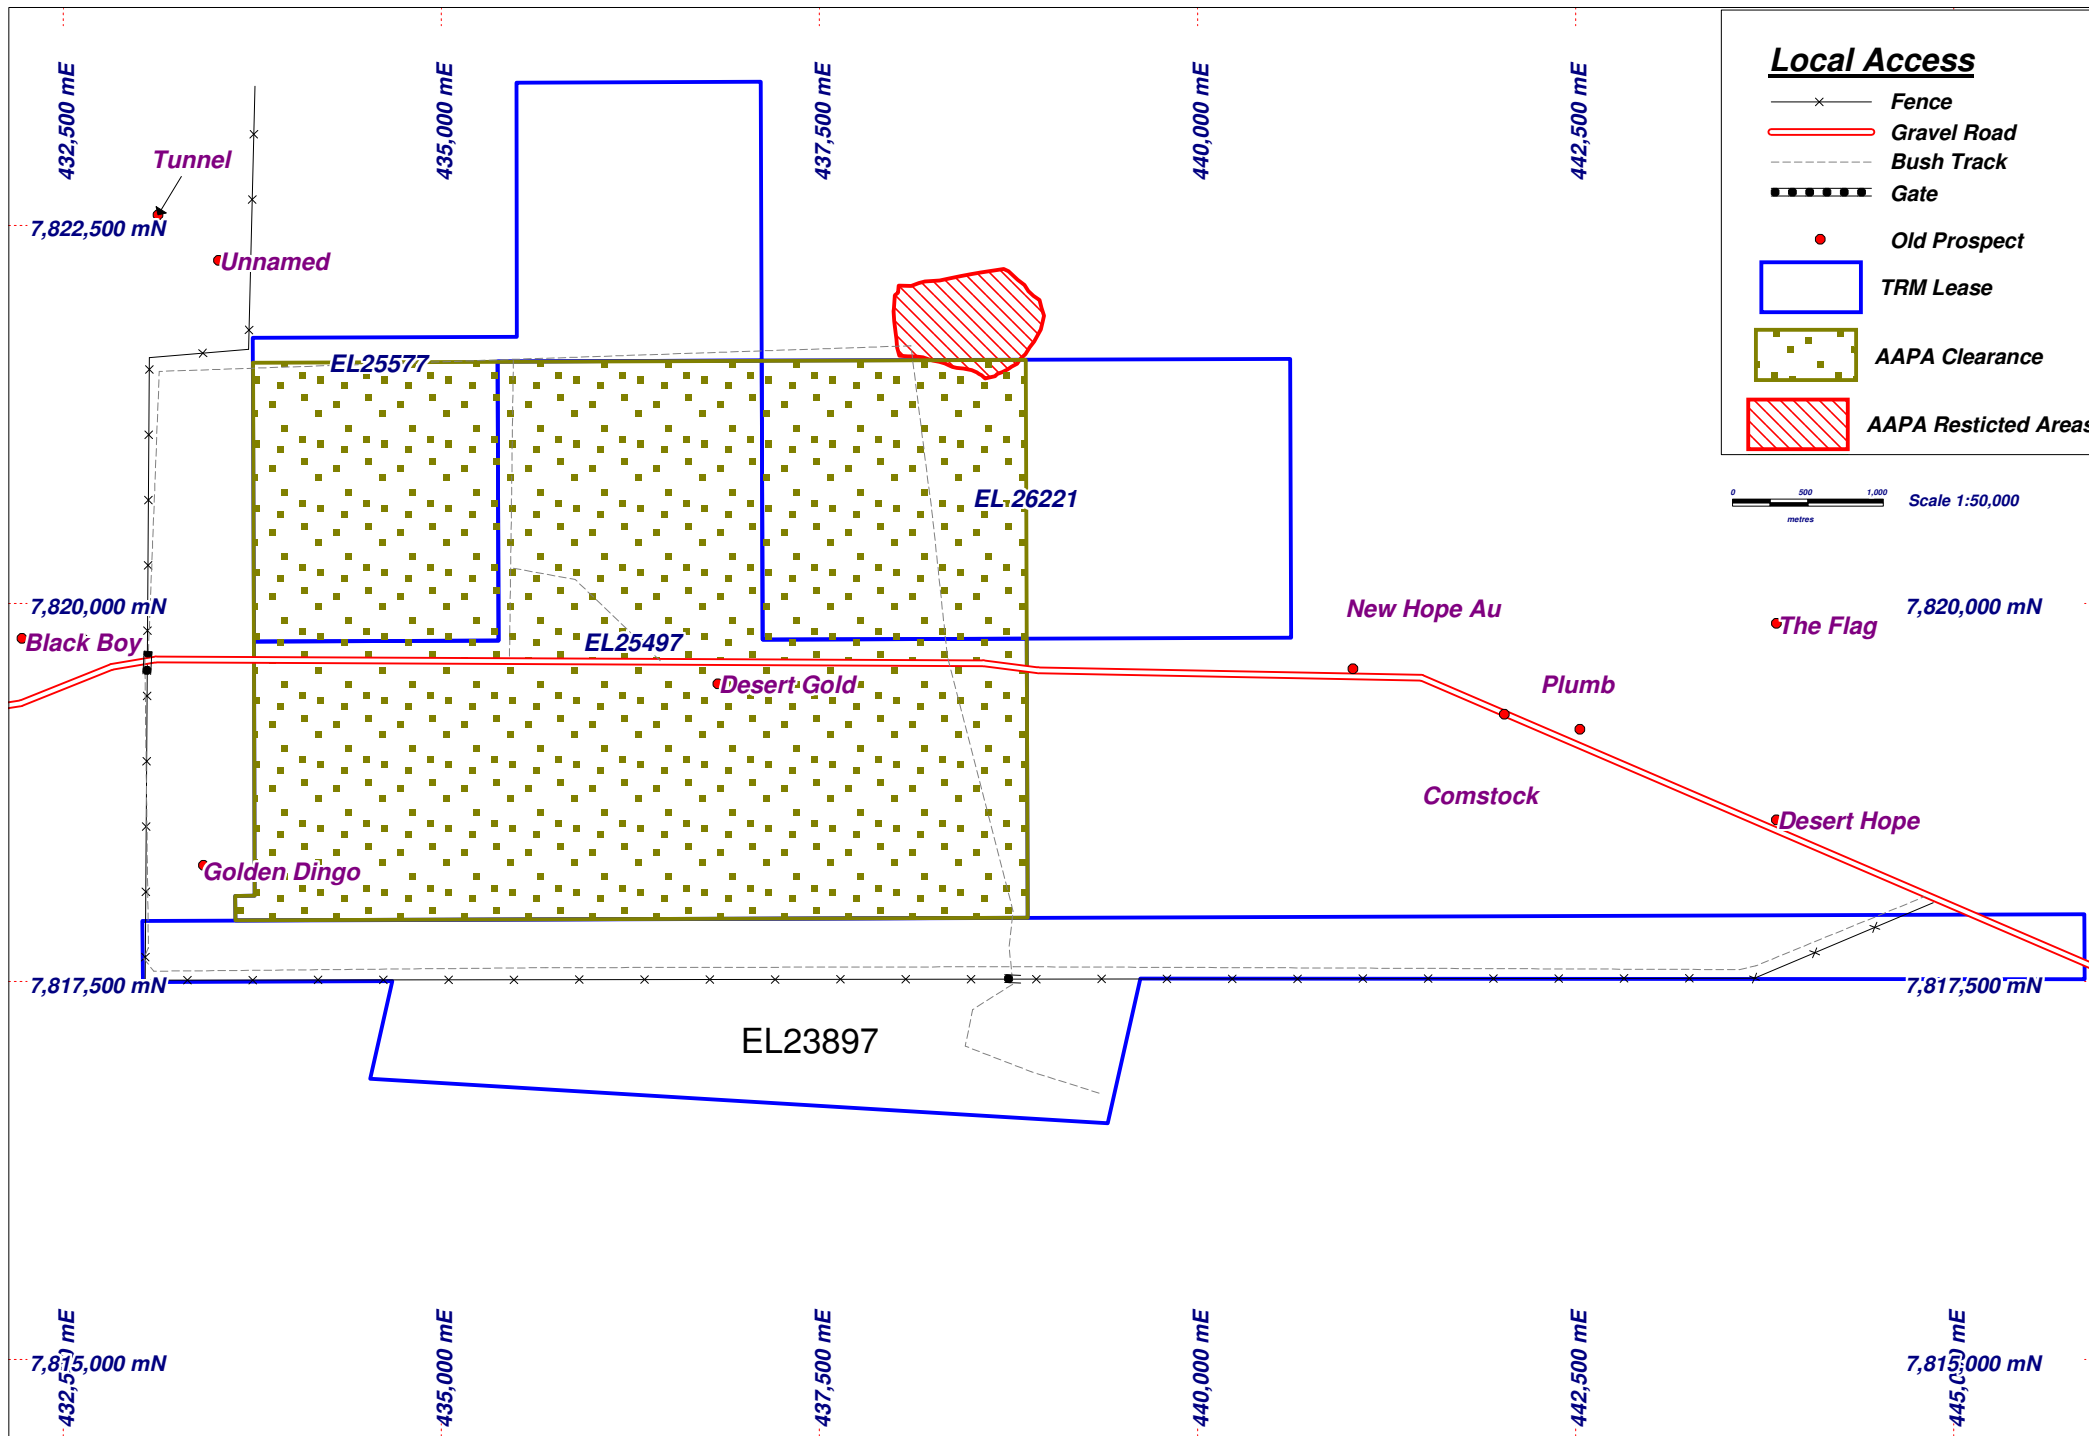 432,500 mE
435,000 mE
437,500 mE
440,000 mE
442,500 mE
Local Access
Fence
Gravel Road
Bush Track
Gate
Old Prospect
TRM Lease
AAPA Clearance
AAPA Resticted Areas
0 500 1,000
metres
Scale 1:50,000
Tunnel
7,822,500 mN
Unnamed
EL25577
EL 26221
7,820,000 mN
New Hope Au
7,820,000 mN
The Flag
Black Boy
EL25497
Desert Gold
Plumb
Comstock
Desert Hope
Golden Dingo
7,817,500 mN
7,817,500 mN
EL23897
7,815,000 mN
7,815,000 mN
432,500 mE
435,000 mE
437,500 mE
440,000 mE
442,500 mE
445,000 mE